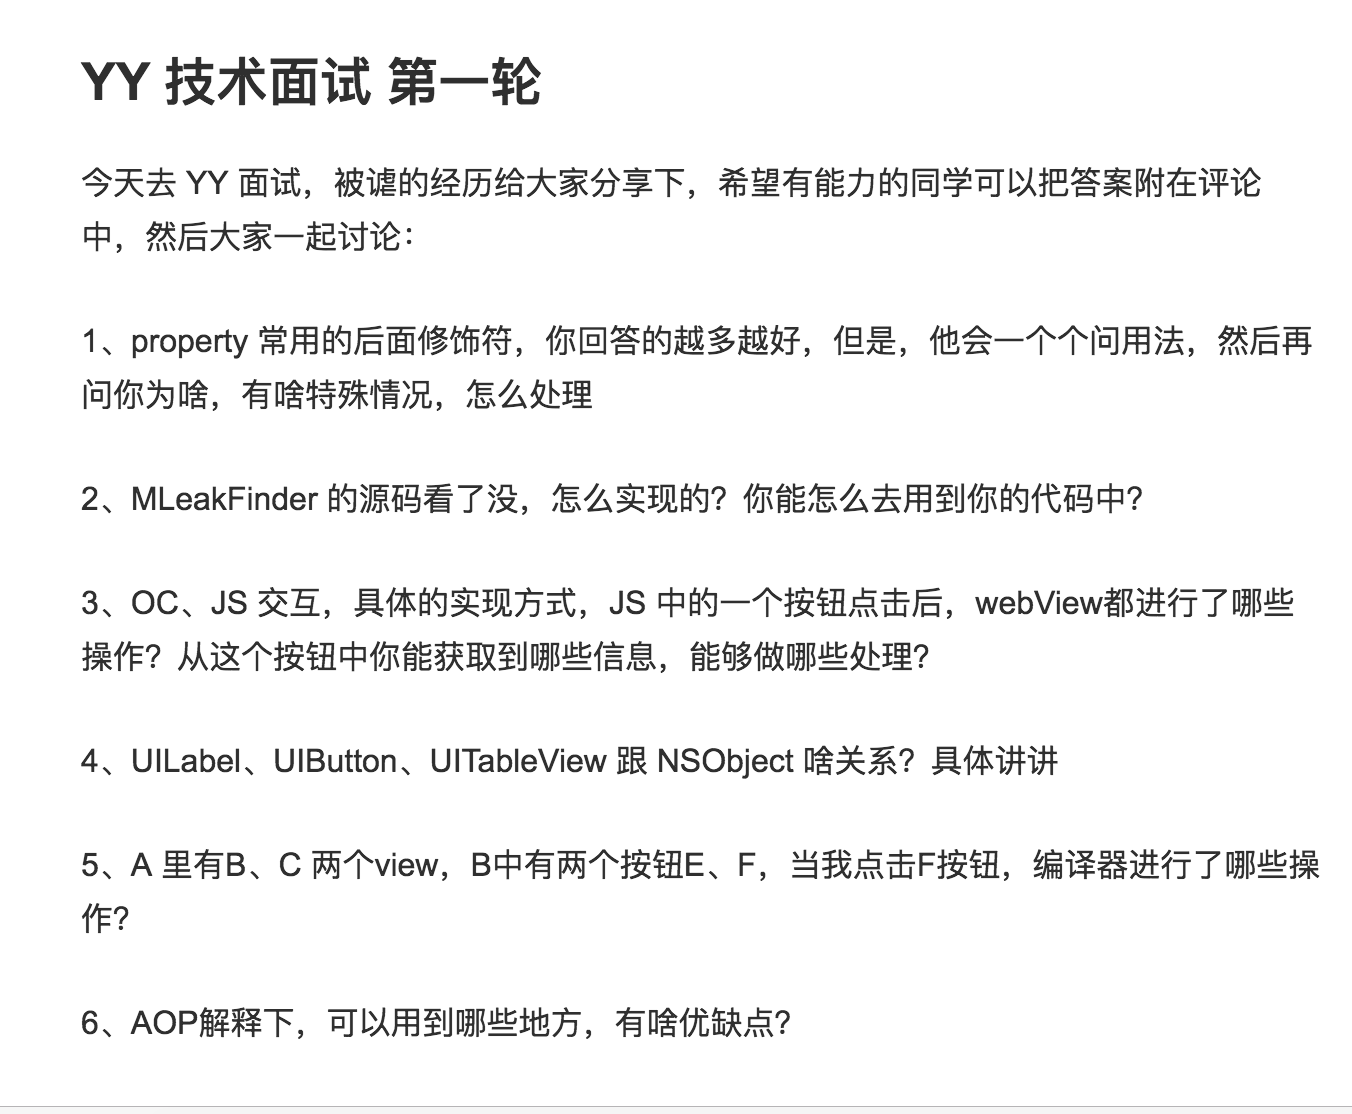 YY 技术面试 第一轮
今天去 YY 面试，被谑的经历给大家分享下，希望有能力的同学可以把答案附在评论
中，然后大家一起讨论：
1、property 常用的后面修饰符，你回答的越多越好，但是，他会一个个问用法，然后再
问你为啥，有啥特殊情况，怎么处理
2、MLeakFinder 的源码看了没，怎么实现的？你能怎么去用到你的代码中？
3、OC、JS 交互，具体的实现方式，JS 中的一个按钮点击后，webView都进行了哪些
操作？从这个按钮中你能获取到哪些信息，能够做哪些处理？
4、UILabel、UIButton、UITableView 跟 NSObject 啥关系？具体讲讲
5、A 里有B、C 两个view，B中有两个按钮E、F，当我点击F按钮，编译器进行了哪些操
作？
6、AOP解释下，可以用到哪些地方，有啥优缺点？